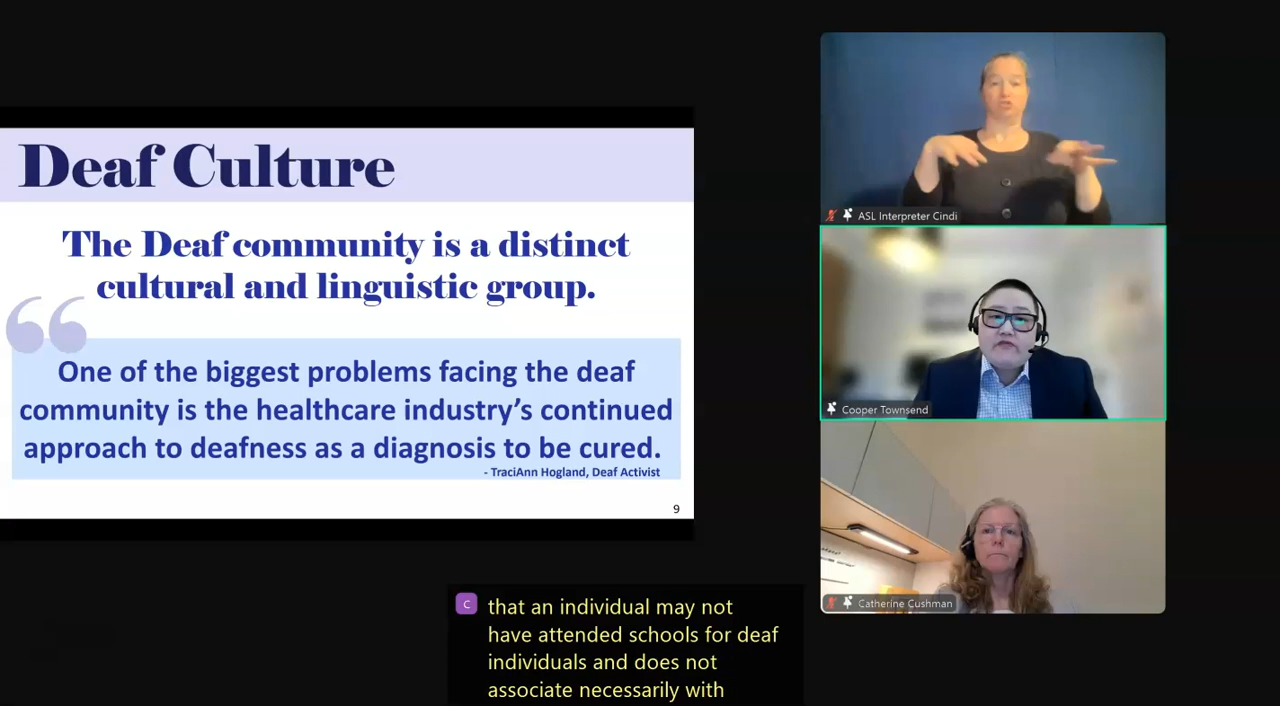 Deaf Culture
The Deaf community is a distinct
cultural and linguistic group.
“
One of the biggest problems facing the deaf
community is the healthcare industry’s continued
approach to deafness as a diagnosis to be cured.
- TraciAnn Hogland, Deaf Activist
9
ASL Interpreter Cindi
Cooper Townsend
Catherine Cushman
C
that an individual may not
have attended schools for deaf
individuals and does not
associate necessarily with